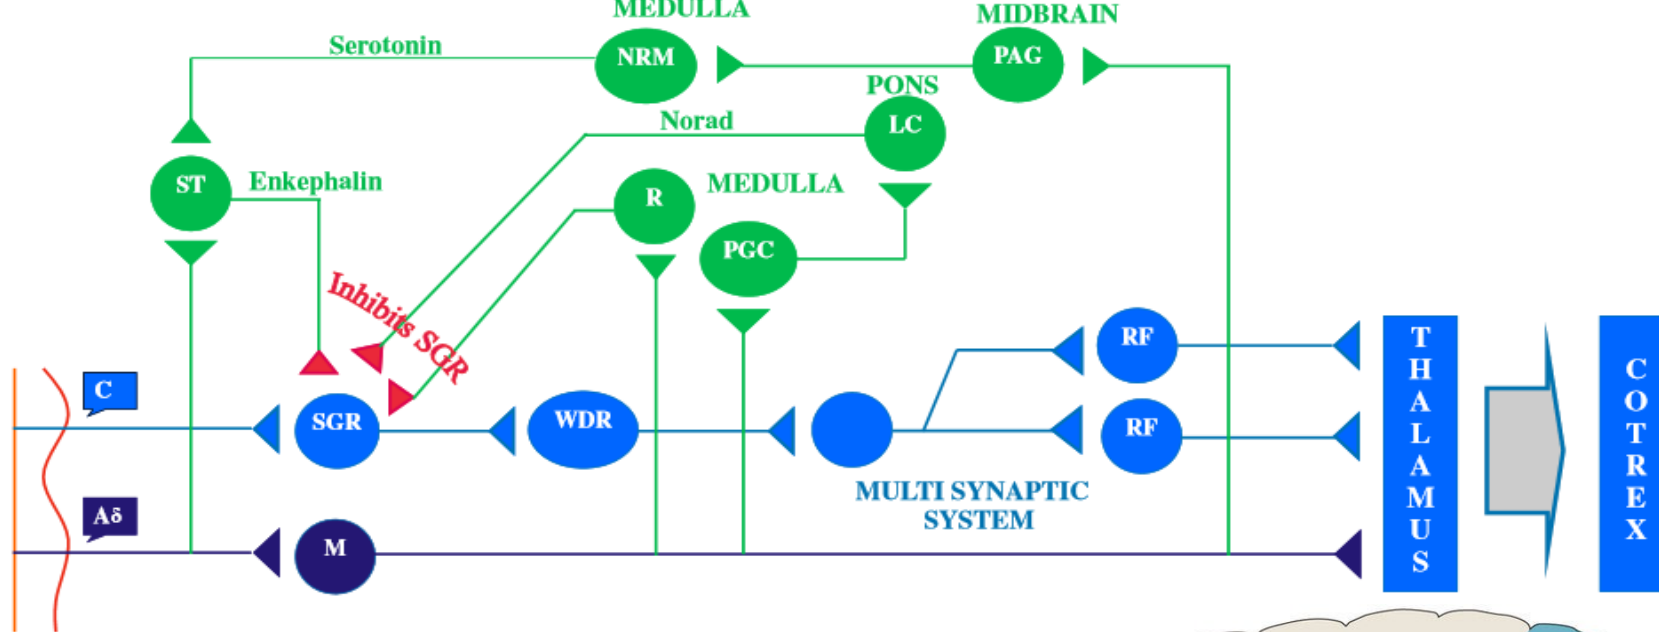 MEDULLA
MIDBRAIN
Serotonin
NRM
PAG
PONS
Norad
LC
ST
Enkephalin
R
MEDULLA
PGC
Inhibits SGR
RF
THALAMUS
COTREX
C
SGR
WDR
RF
MULTI SYNAPTIC
SYSTEM
Aδ
M